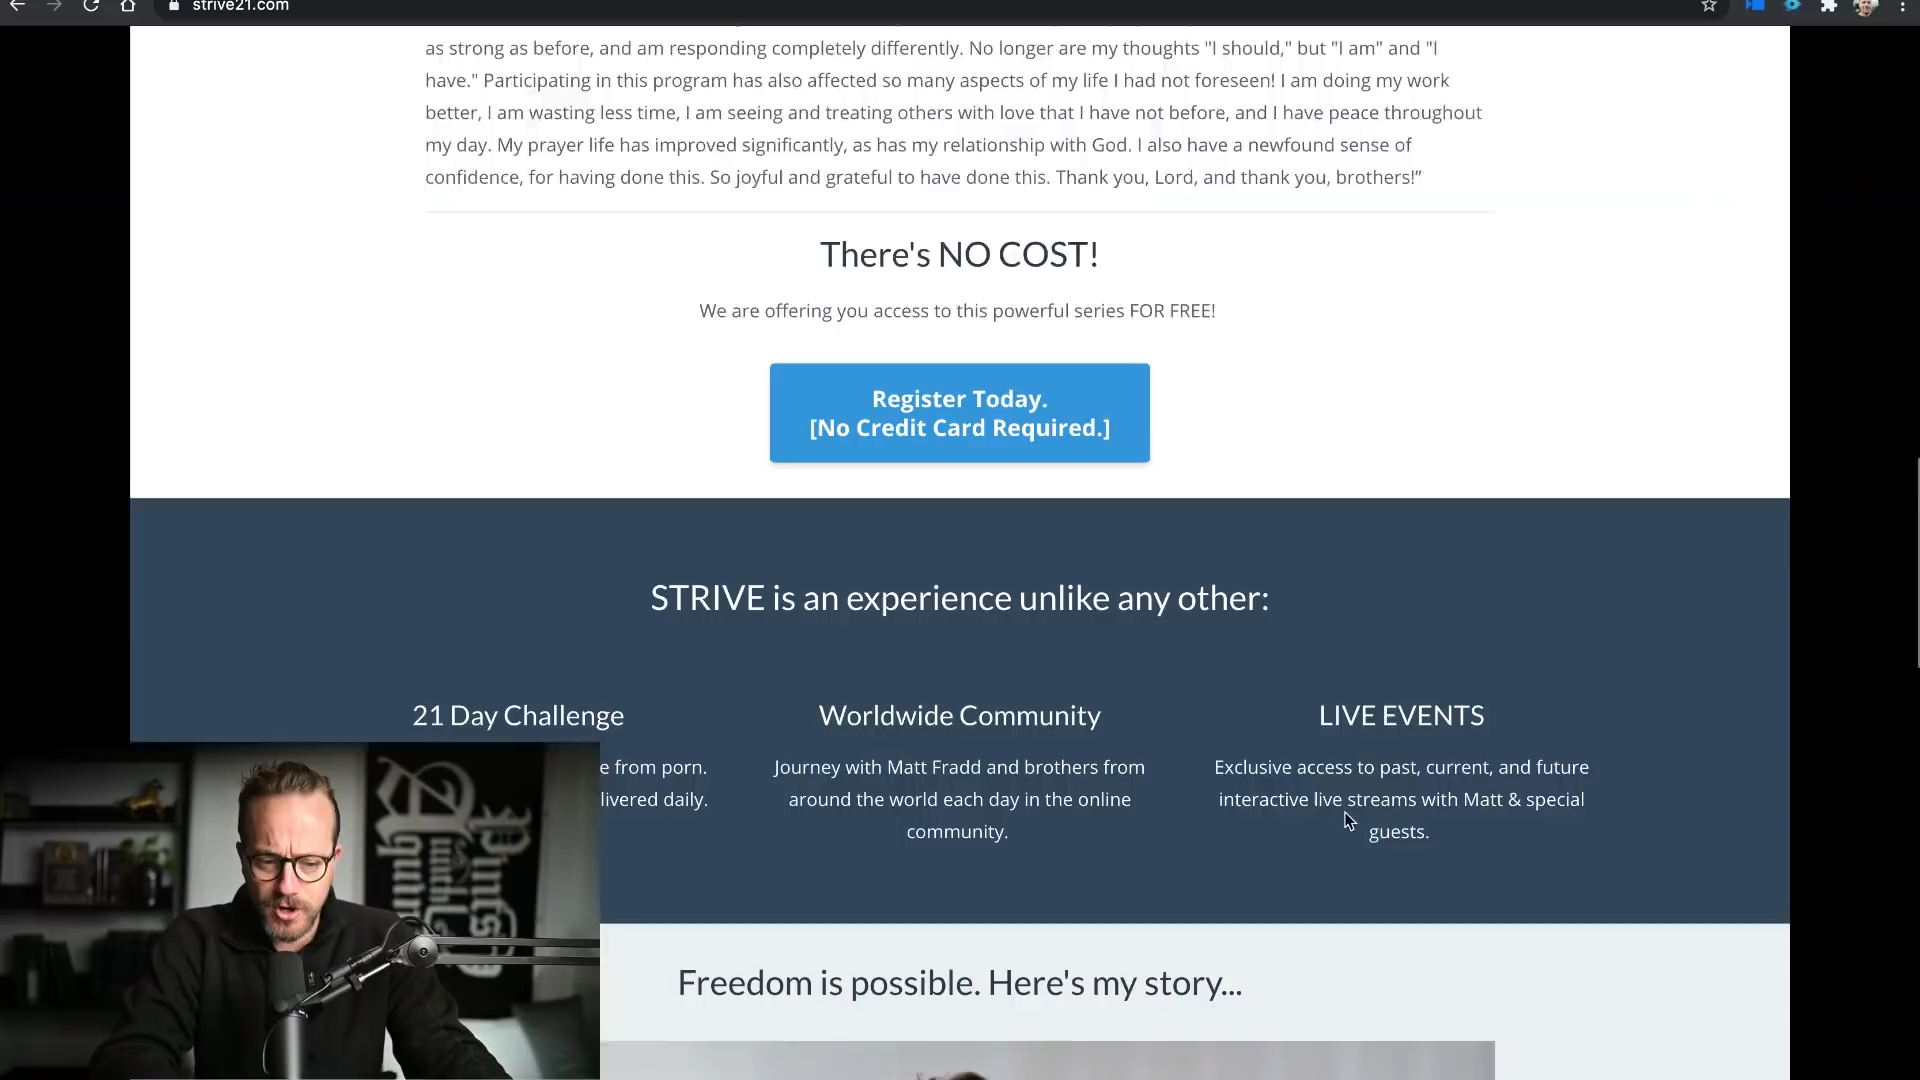 strive21.com
as strong as before, and am responding completely differently. No longer are my thoughts "I should," but "I am" and "I
have." Participating in this program has also affected so many aspects of my life I had not foreseen! I am doing my work
better, I am wasting less time, I am seeing and treating others with love that I have not before, and I have peace throughout
my day. My prayer life has improved significantly, as has my relationship with God. I also have a newfound sense of
confidence, for having done this. So joyful and grateful to have done this. Thank you, Lord, and thank you, brothers!”
There's NO COST!
We are offering you access to this powerful series FOR FREE!
Register Today.
[No Credit Card Required.]
STRIVE is an experience unlike any other:
21 Day Challenge
e from porn.
livered daily.
Worldwide Community
Journey with Matt Fradd and brothers from
around the world each day in the online
community.
LIVE EVENTS
Exclusive access to past, current, and future
interactive live streams with Matt & special
guests.
Pints
with
Aquinas
Freedom is possible. Here's my story...